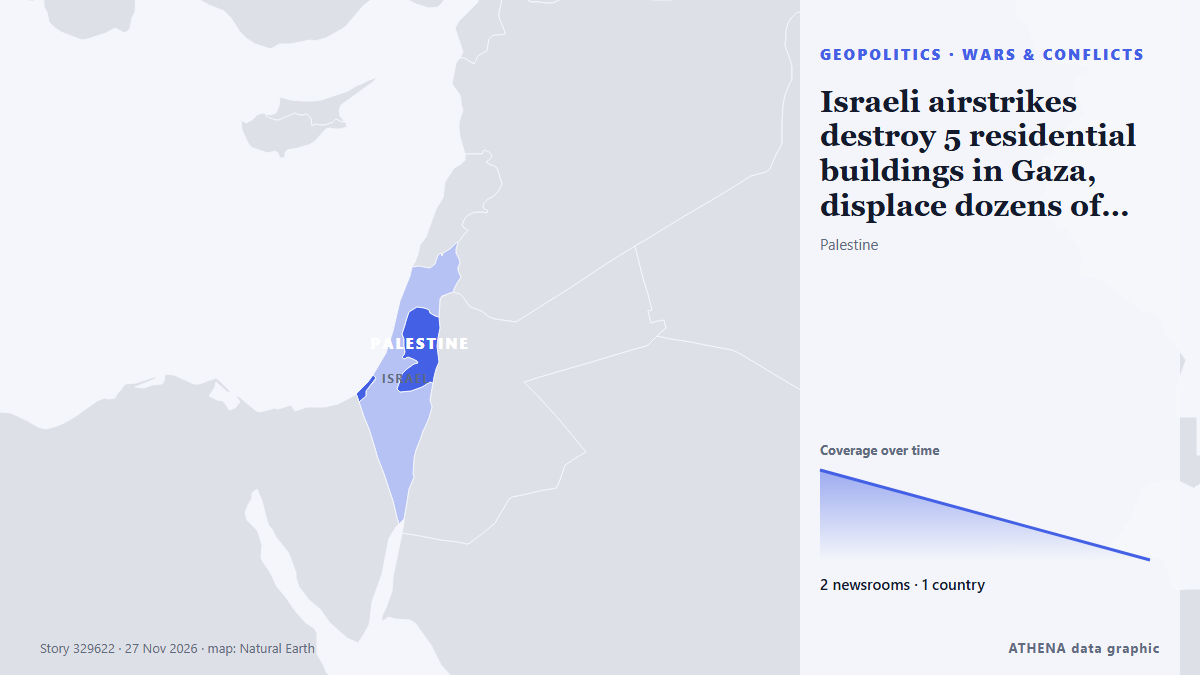 GEOPOLITICS · WARS & CONFLICTS
Israeli airstrikes
destroy 5 residential
buildings in Gaza,
displace dozens of...
Palestine
PALESTINE
ISRAEL
Coverage over time
2 newsrooms · 1 country
Story 329622 · 27 Nov 2026 · map: Natural Earth
ATHENA data graphic